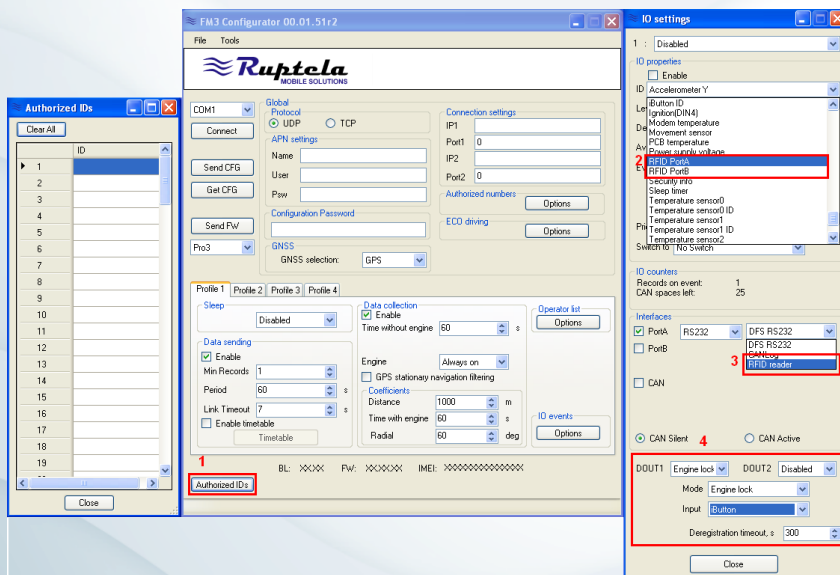 Authorized IDs
Clear All
ID
1
2
3
4
5
6
7
8
9
10
11
12
13
14
15
16
17
18
19
Close
FM3 Configurator 00.01.51r2
File Tools
Ruptela
MOBILE SOLUTIONS
COM1
Connect
Send CFG
Get CFG
Send FW
Pro3
Global
Protocol
UDP TCP
APN settings
Name
User
Psw
Configuration Password
GNSS
GNSS selection: GPS
Connection settings
IP1
Port1 0
IP2
Port2 0
Authorized numbers
Options
ECO driving
Options
Profile 1 Profile 2 Profile 3 Profile 4
Sleep
Disabled
Data sending
Enable
Min Records 1
Period 60 s
Link Timeout 7 s
Enable timetable
Timetable
Data collection
Enable
Time without engine 60 s
Engine Always on
GPS stationary navigation filtering
Coefficients
Distance 1000 m
Time with engine 60 s
Radial 60 deg
Operator list
Options
IO events
Options
1
BL: XX.XX FW: XX.XX.XX IMEI: XXXXXXXXXXXXXXX
Authorized IDs
IO settings
1 : Disabled
IO properties
Enable
ID Accelerometer Y
iButton ID
Ignition(DIN4)
Modem temperature
Movement sensor
PCB temperature
Power supply voltage
2
RFID PortA
RFID PortB
Security info
Sleep timer
Temperature sensor0
Temperature sensor0 ID
Temperature sensor1
Temperature sensor1 ID
Temperature sensor2
Switch to No Switch
IO counters
Records on event: 1
CAN spaces left: 25
Interfaces
PortA RS232 DFS RS232
PortB
DFS RS232
CANLog
3
RFID reader
CAN
CAN Silent 4 CAN Active
DOUT1 Engine lock DOUT2 Disabled
Mode Engine lock
Input iButton
Deregistration timeout, s 300
Close